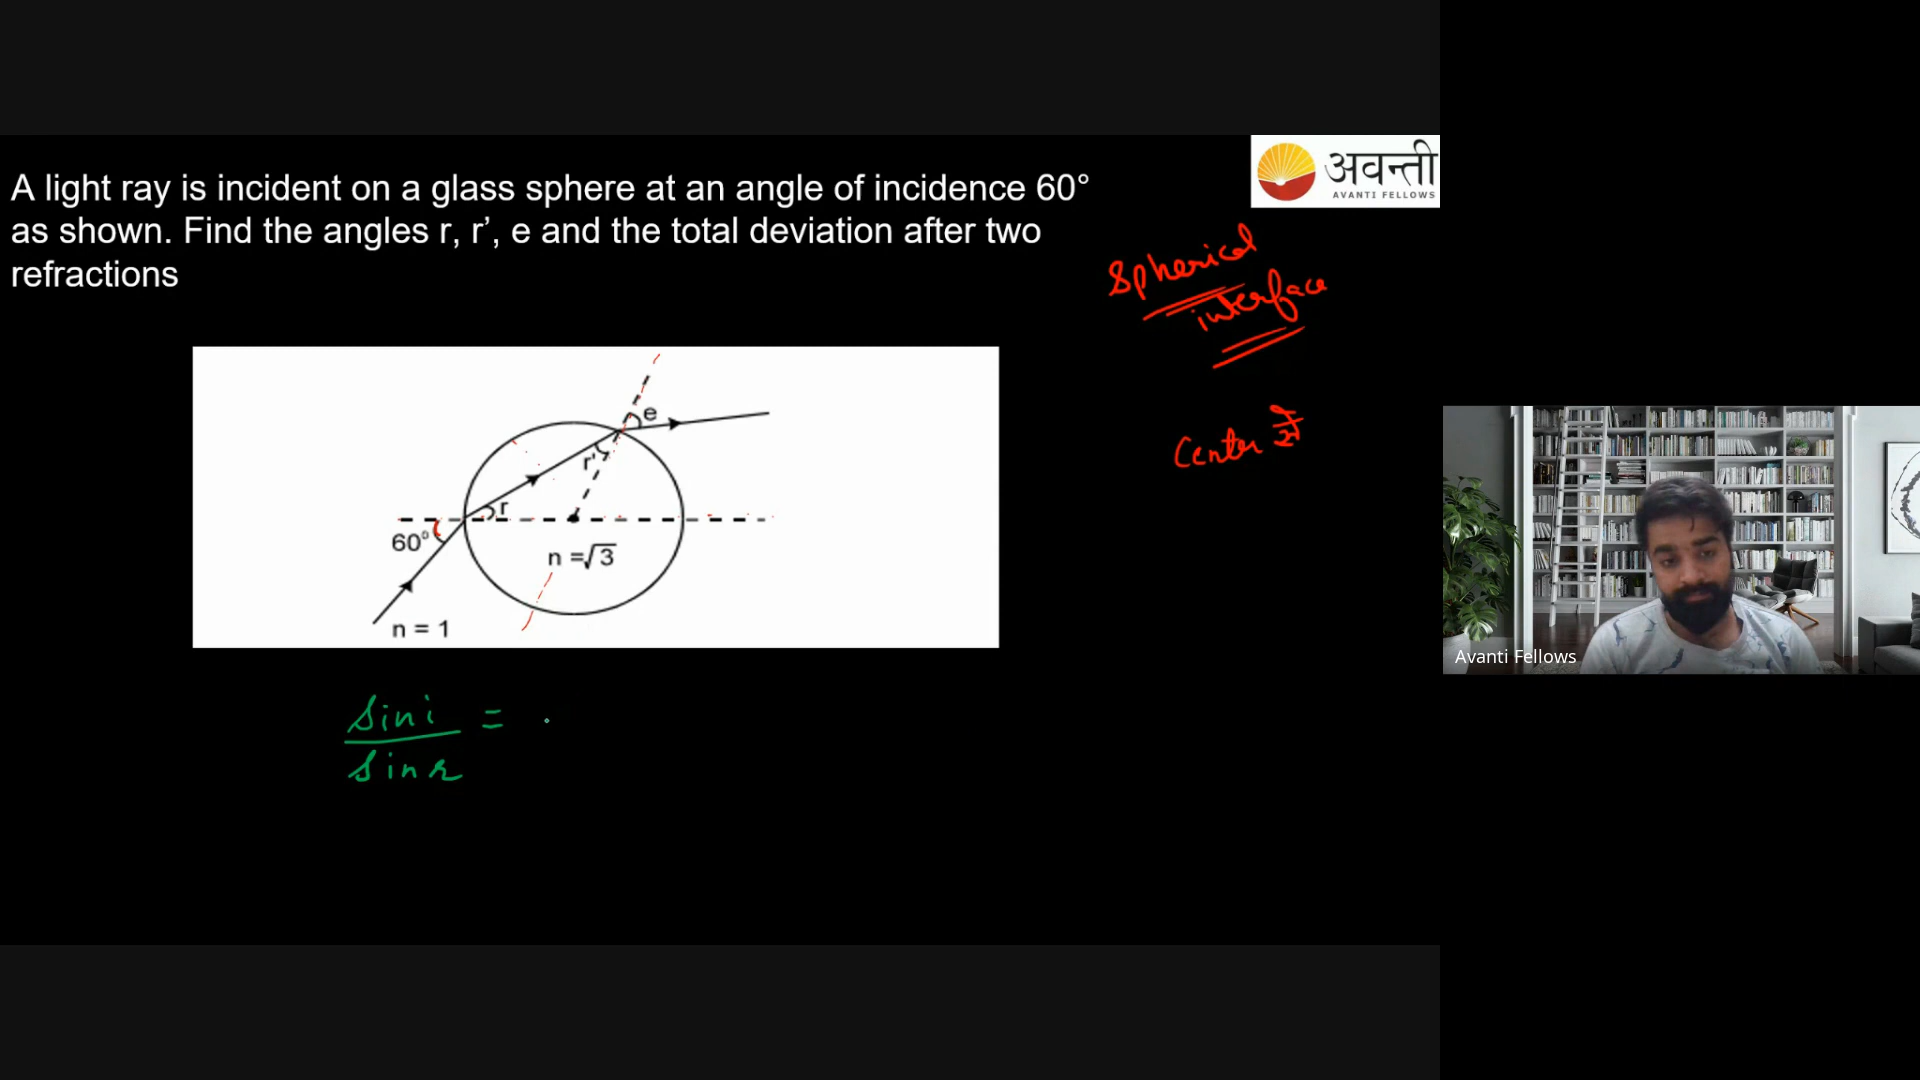 A light ray is incident on a glass sphere at an angle of incidence 60°
as shown. Find the angles r, r’, e and the total deviation after two
refractions
अवन्ती
AVANTI FELLOWS
Spherical
interface
Center से
e
r'
r
60°
n =√3
n = 1
sin i
sin r
=
Avanti Fellows